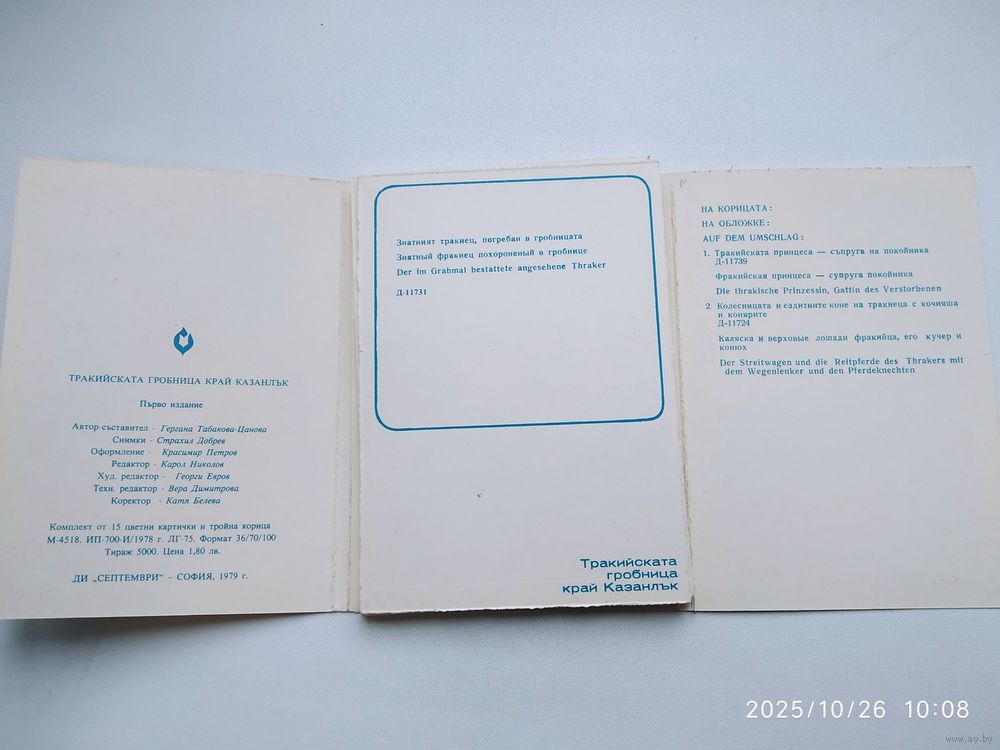 ТРАКИЙСКАТА ГРОБНИЦА КРАЙ КАЗАНЛЪК
Първо издание
Автор-съставител - Гергана Табакова-Цанова
Снимки - Страхил Добрев
Оформление - Красимир Петров
Редактор - Карол Николов
Худ. редактор - Георги Евров
Техн. редактор - Вера Димитрова
Коректор - Катя Белева
Комплект от 15 цветни картички и тройна корица
М-4518. ИП-700-И/1978 г. ЛГ-75. Формат 36/70/100
Тираж 5000. Цена 1,80 лв.
ДИ „СЕПТЕМВРИ“ – СОФИЯ, 1979 г.
Знатният тракиец, погребан в гробницата
Знатный фракиец похороненый в гробнице
Der im Grabmal bestattete angesehene Thraker
Д-11731
Тракийската
гробница
край Казанлък
НА КОРИЦАТА:
НА ОБЛОЖКЕ:
AUF DEM UMSCHLAG:
1. Тракийската принцеса — съпруга на покойника
Д-11739
Фракийская принцеса — супруга покойника
Die thrakische Prinzessin, Gattin des Verstorbenen
2. Колесницата и ездитните коне на тракиеца с кочияша
и конярите
Д-11724
Каляска и верховые лошади фракийца, его кучер и
конюх
Der Streitwagen und die Reitpferde des Thrakers mit
dem Wegenlenker und den Pferdeknechten
2025/10/26 10:08
www.ay.by